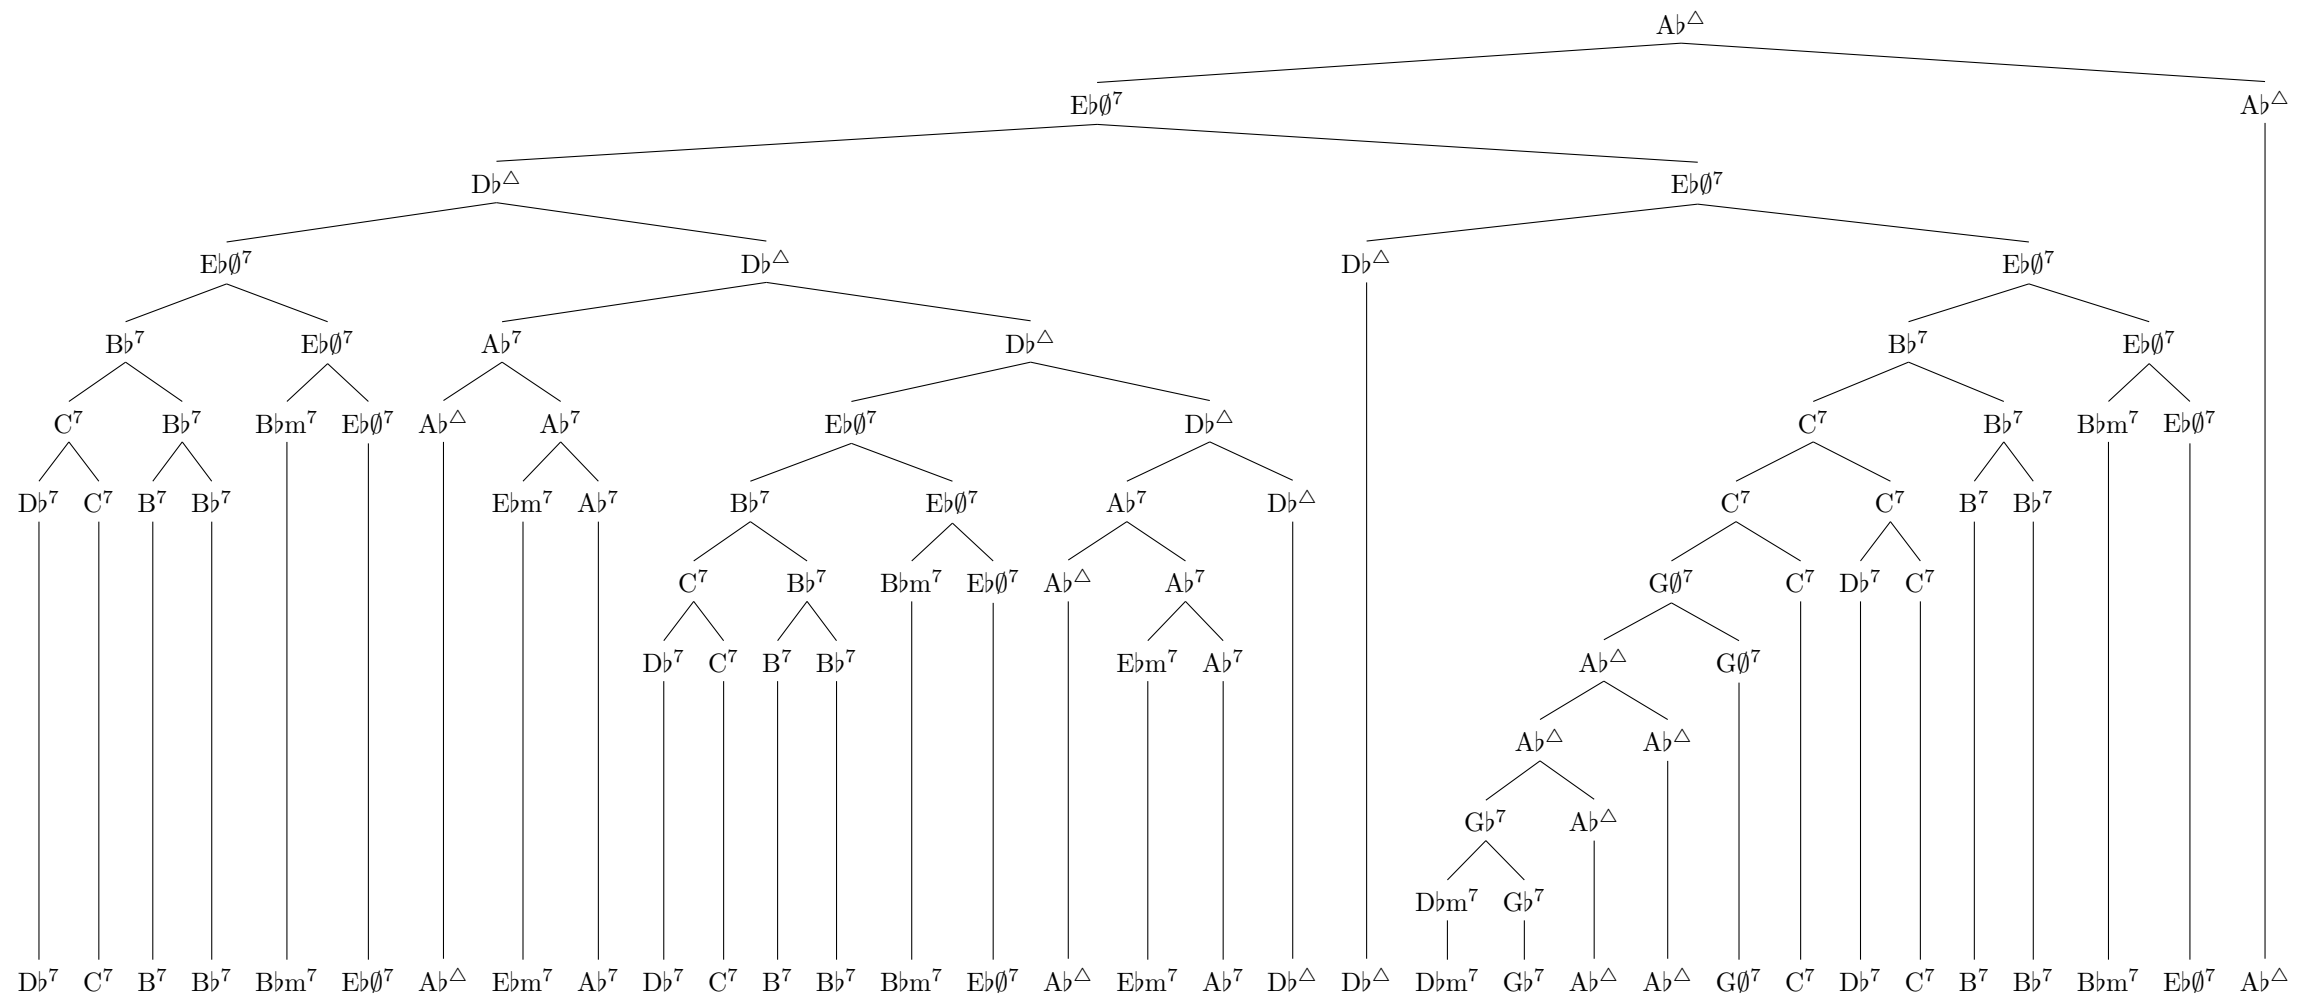 A♭△
E♭∅7 A♭△
D♭△ E♭∅7
E♭∅7 D♭△ D♭△ E♭∅7
B♭7 E♭∅7 A♭7 D♭△ B♭7 E♭∅7
C7 B♭7 B♭m7 E♭∅7 A♭△ A♭7 E♭∅7 D♭△ C7 B♭7 B♭m7 E♭∅7
D♭7 C7 B7 B♭7 E♭m7 A♭7 B♭7 E♭∅7 A♭7 D♭△ C7 C7 B7 B♭7
C7 B♭7 B♭m7 E♭∅7 A♭△ A♭7 G∅7 C7 D♭7 C7
D♭7 C7 B7 B♭7 E♭m7 A♭7 A♭△ G∅7
A♭△ A♭△
G♭7 A♭△
D♭m7 G♭7
D♭7 C7 B7 B♭7 B♭m7 E♭∅7 A♭△ E♭m7 A♭7 D♭7 C7 B7 B♭7 B♭m7 E♭∅7 A♭△ E♭m7 A♭7 D♭△ D♭△ D♭m7 G♭7 A♭△ A♭△ G∅7 C7 D♭7 C7 B7 B♭7 B♭m7 E♭∅7 A♭△